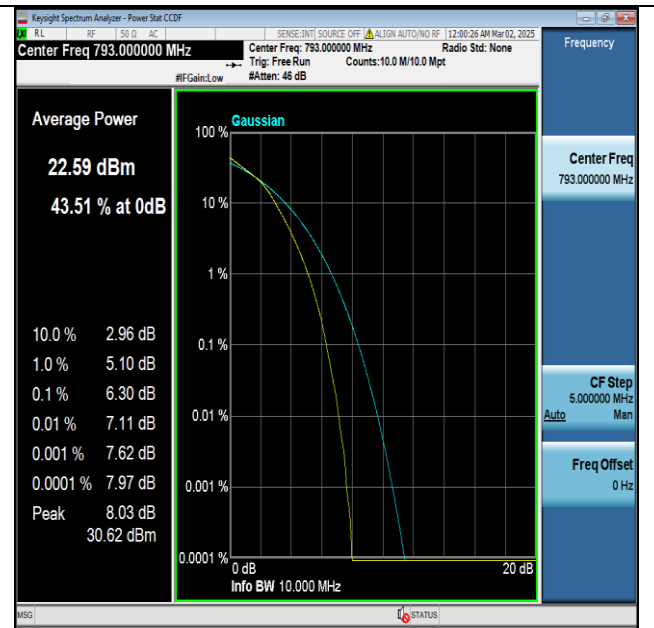 Keysight Spectrum Analyzer - Power Stat CCDF
RL RF 50 Ω AC SENSE:INT SOURCE OFF ALIGN AUTO/NO RF 12:00:26 AM Mar 02, 2025
Center Freq 793.000000 MHz
Center Freq: 793.000000 MHz Radio Std: None
Trig: Free Run Counts:10.0 M/10.0 Mpt
#IFGain:Low #Atten: 46 dB
Frequency
Center Freq
793.000000 MHz
CF Step
5.000000 MHz
Auto Man
Freq Offset
0 Hz
Average Power
22.59 dBm
43.51 % at 0dB
10.0 % 2.96 dB
1.0 % 5.10 dB
0.1 % 6.30 dB
0.01 % 7.11 dB
0.001 % 7.62 dB
0.0001 % 7.97 dB
Peak 8.03 dB
30.62 dBm
Gaussian
100 %
10 %
1 %
0.1 %
0.01 %
0.001 %
0.0001 %
0 dB 20 dB
Info BW 10.000 MHz
MSG STATUS